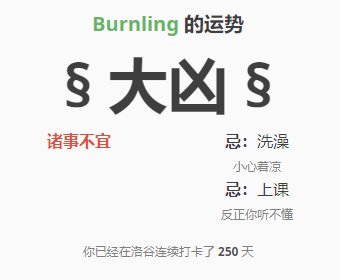 Burnling 的运势
§ 大凶 §
诸事不宜
忌：洗澡
小心着凉
忌：上课
反正你听不懂
你已经在洛谷连续打卡了 250 天